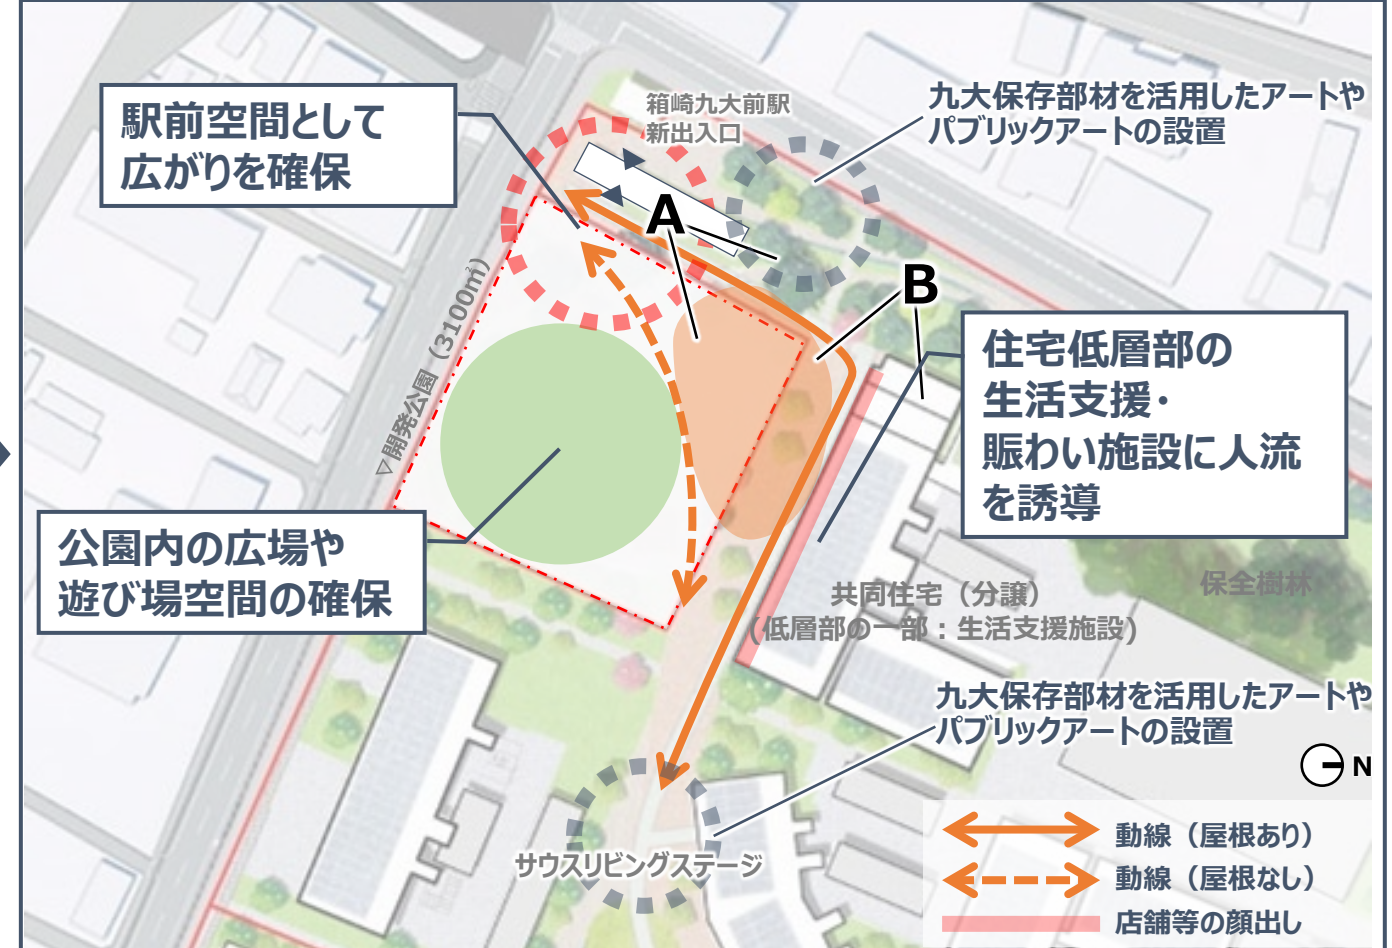 駅前空間として
広がりを確保
箱崎九大前駅
新出入口
九大保存部材を活用したアートや
パブリックアートの設置
A
B
▽開発公園（3100㎡）
住宅低層部の
生活支援・
賑わい施設に人流
を誘導
公園内の広場や
遊び場空間の確保
保全樹林
共同住宅（分譲）
(低層部の一部：生活支援施設)
九大保存部材を活用したアートや
パブリックアートの設置
N
サウスリビングステージ
動線（屋根あり）
動線（屋根なし）
店舗等の顔出し